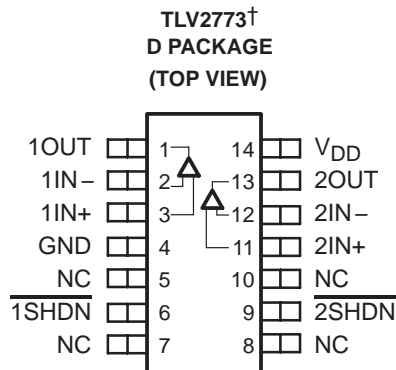 TLV2773†
D PACKAGE
(TOP VIEW)
1OUT 1 14 VDD
1IN− 2 13 2OUT
1IN+ 3 12 2IN−
GND 4 11 2IN+
NC 5 10 NC
1SHDN 6 9 2SHDN
NC 7 8 NC